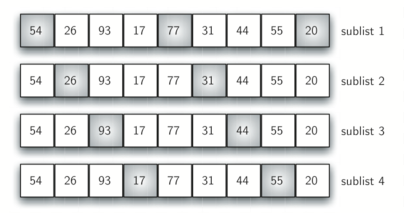 54 26 93 17 77 31 44 55 20 sublist 1
54 26 93 17 77 31 44 55 20 sublist 2
54 26 93 17 77 31 44 55 20 sublist 3
54 26 93 17 77 31 44 55 20 sublist 4